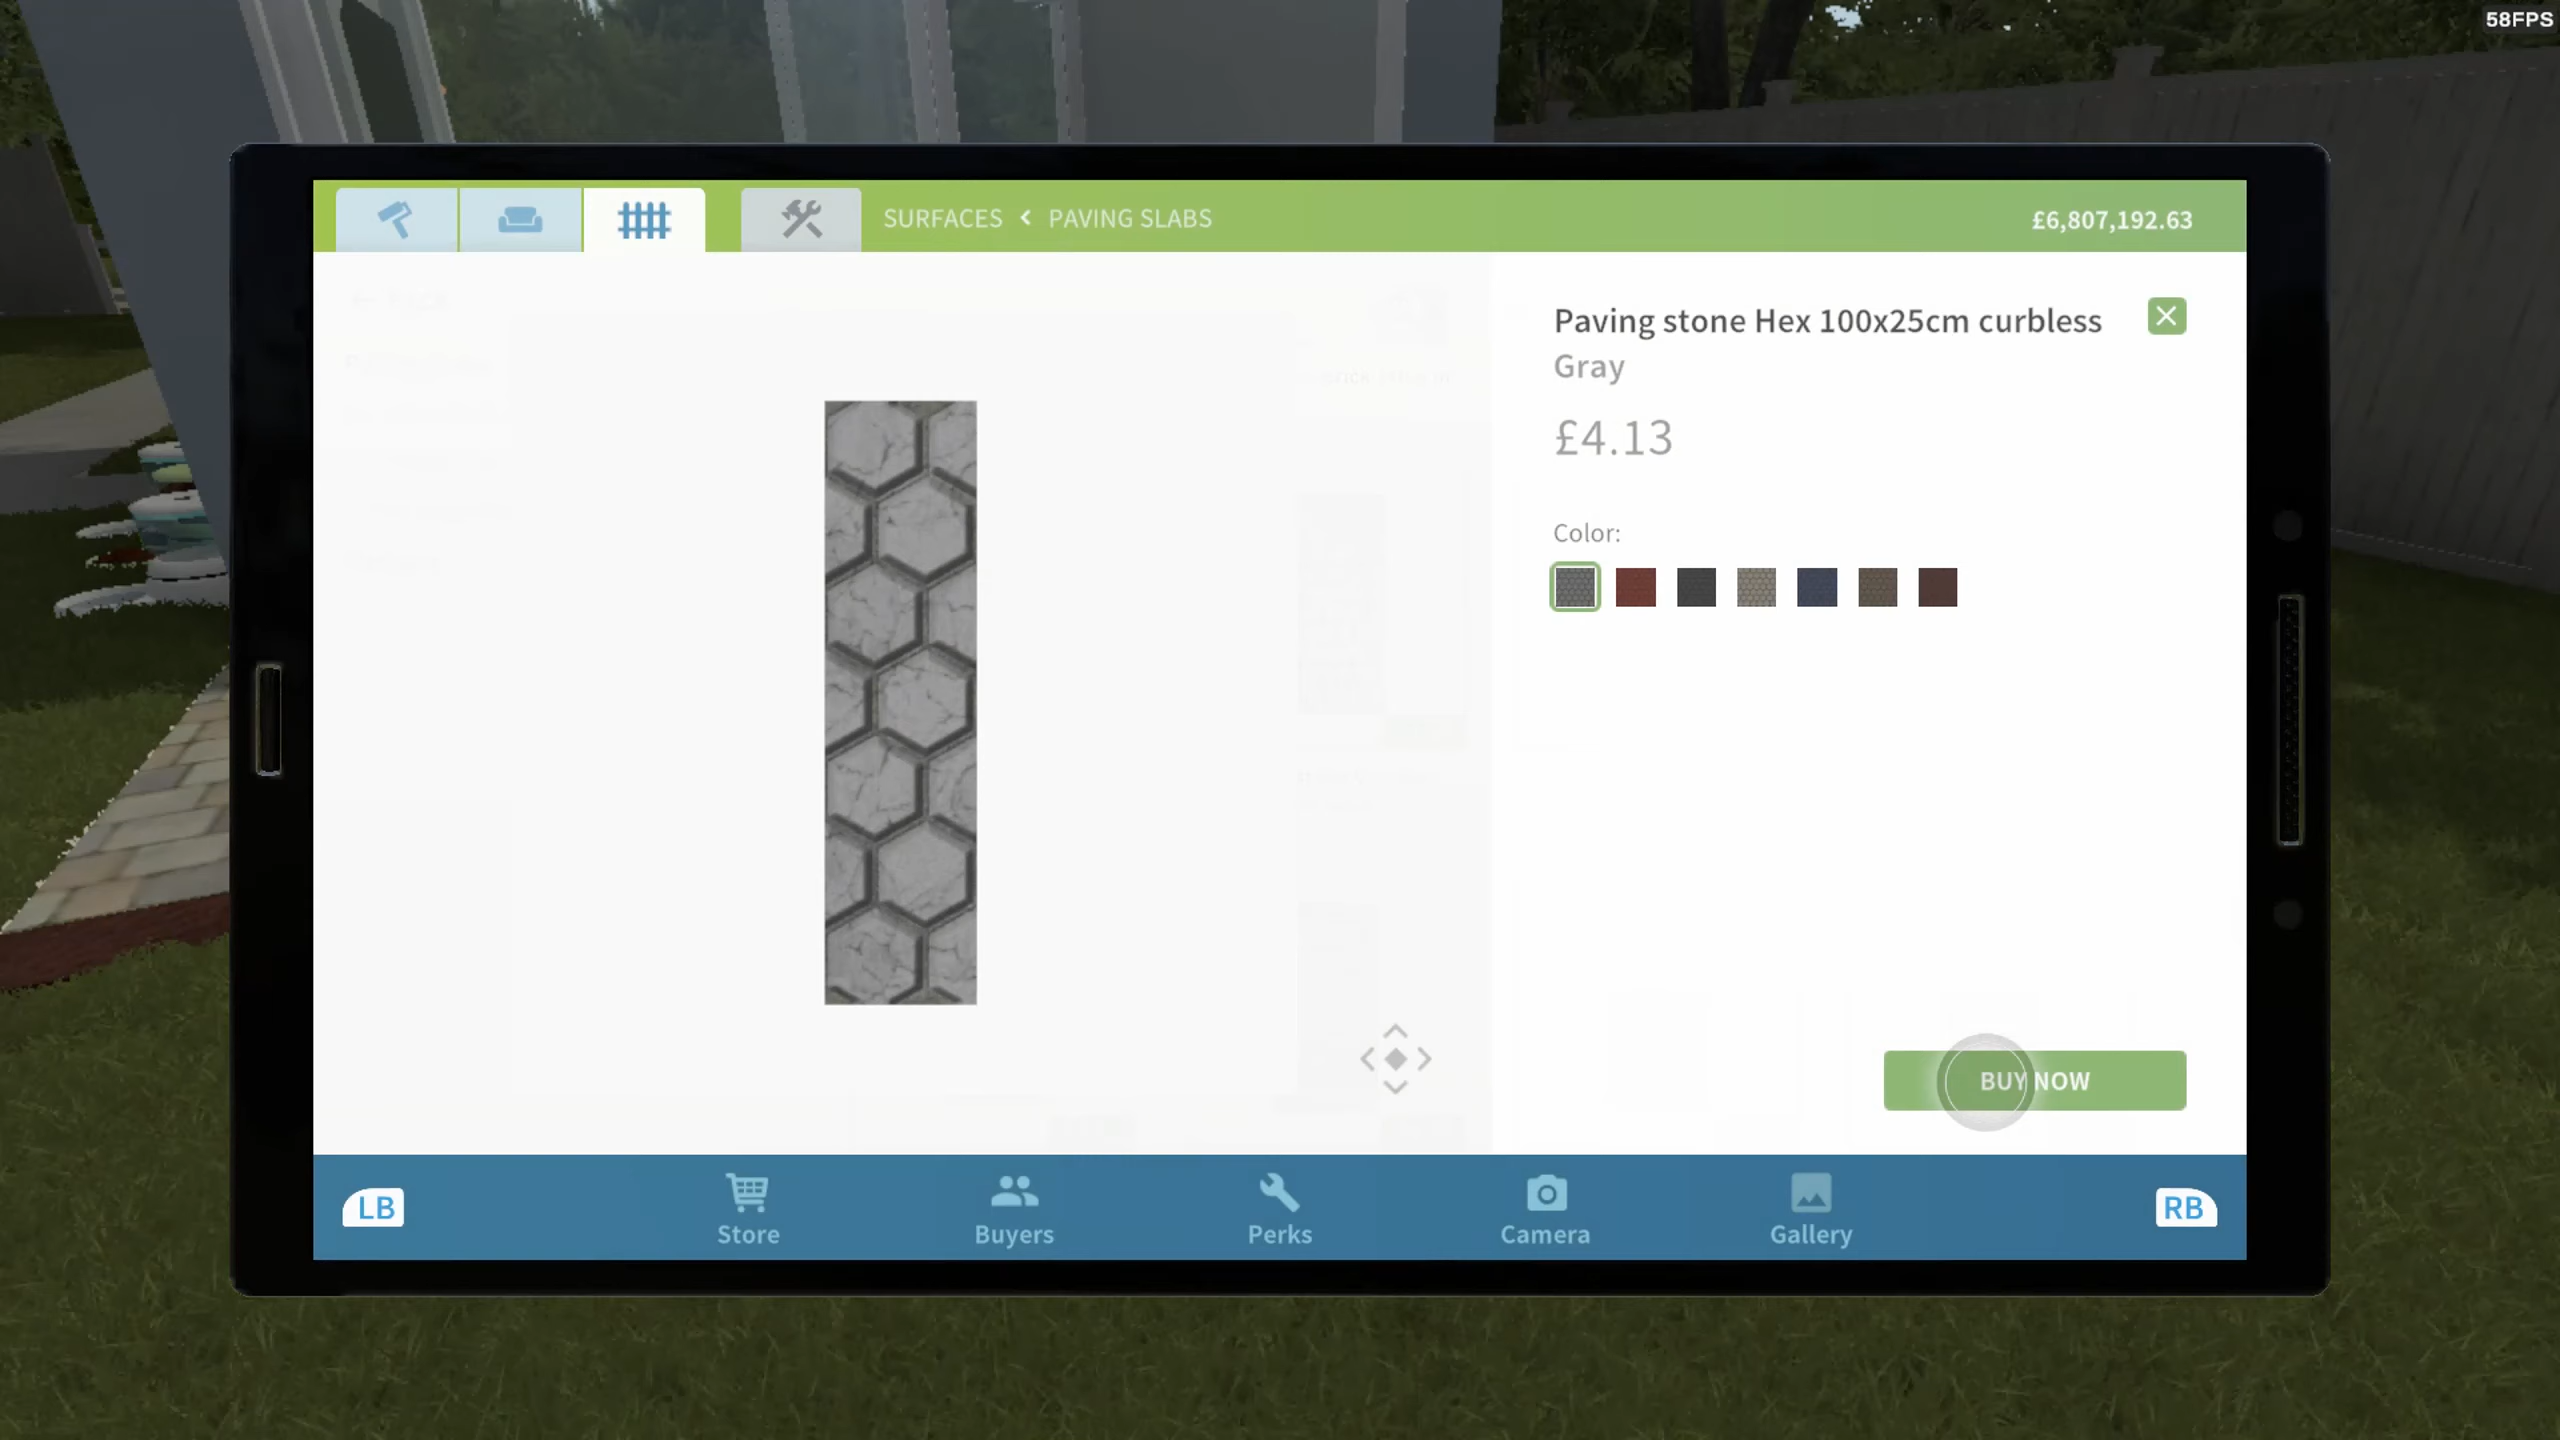 58FPS
SURFACES < PAVING SLABS
£6,807,192.63
Paving stone Hex 100x25cm curbless
Gray
£4.13
Color:
BUY NOW
LB
Store
Buyers
Perks
Camera
Gallery
RB